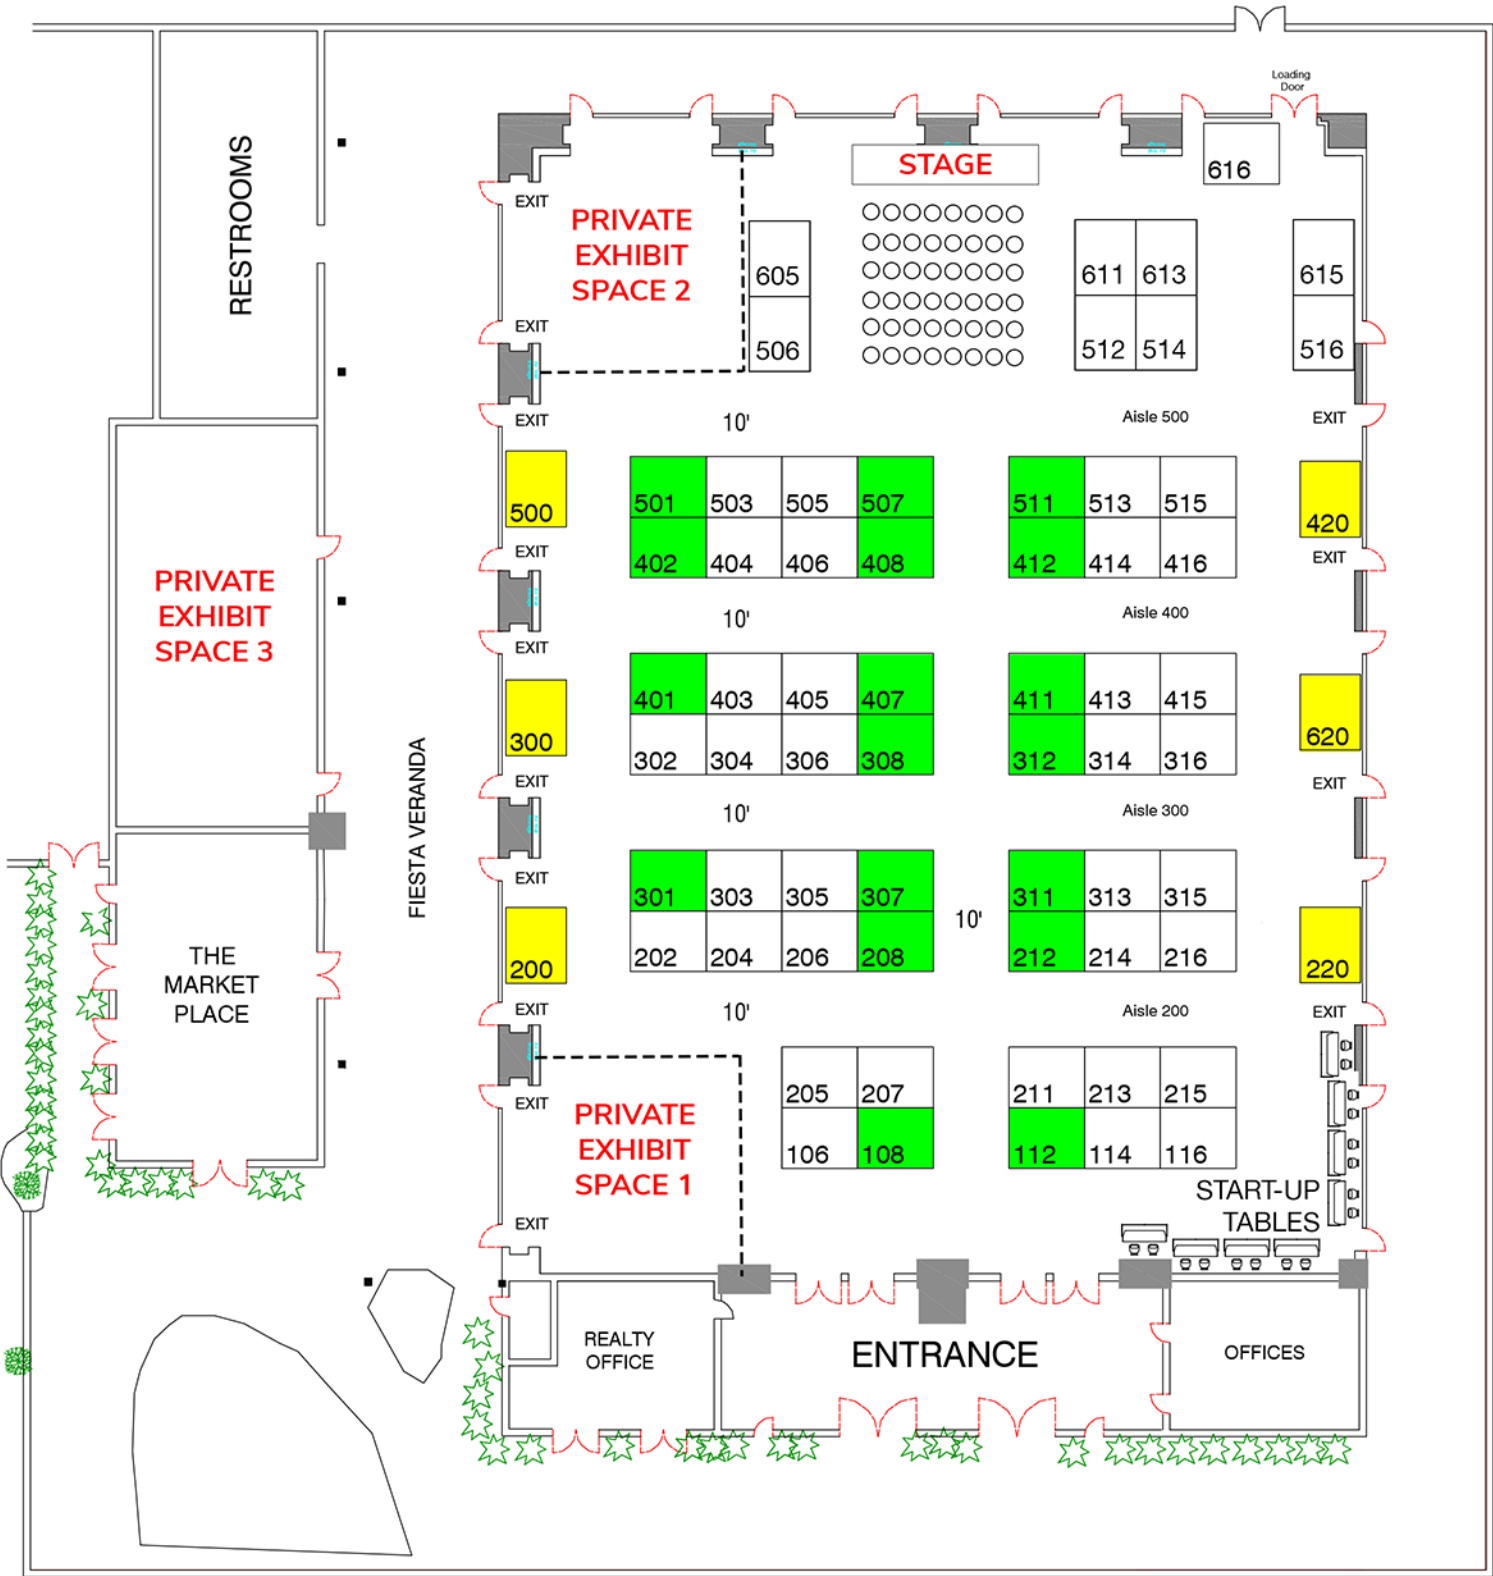 Loading
Door
RESTROOMS
STAGE
616
EXIT
PRIVATE
EXHIBIT
SPACE 2
605
611 613
615
EXIT
506
512 514
516
EXIT
10'
Aisle 500
EXIT
500
501 503 505 507
511 513 515
420
402 404 406 408
412 414 416
EXIT
EXIT
PRIVATE
EXHIBIT
SPACE 3
10'
Aisle 400
EXIT
300
401 403 405 407
411 413 415
620
302 304 306 308
312 314 316
EXIT
EXIT
FIESTA VERANDA
10'
Aisle 300
EXIT
200
301 303 305 307
10'
311 313 315
220
202 204 206 208
212 214 216
THE
MARKET
PLACE
EXIT
10'
Aisle 200
EXIT
205 207
211 213 215
EXIT
PRIVATE
EXHIBIT
SPACE 1
106 108
112 114 116
START-UP
TABLES
EXIT
REALTY
OFFICE
ENTRANCE
OFFICES